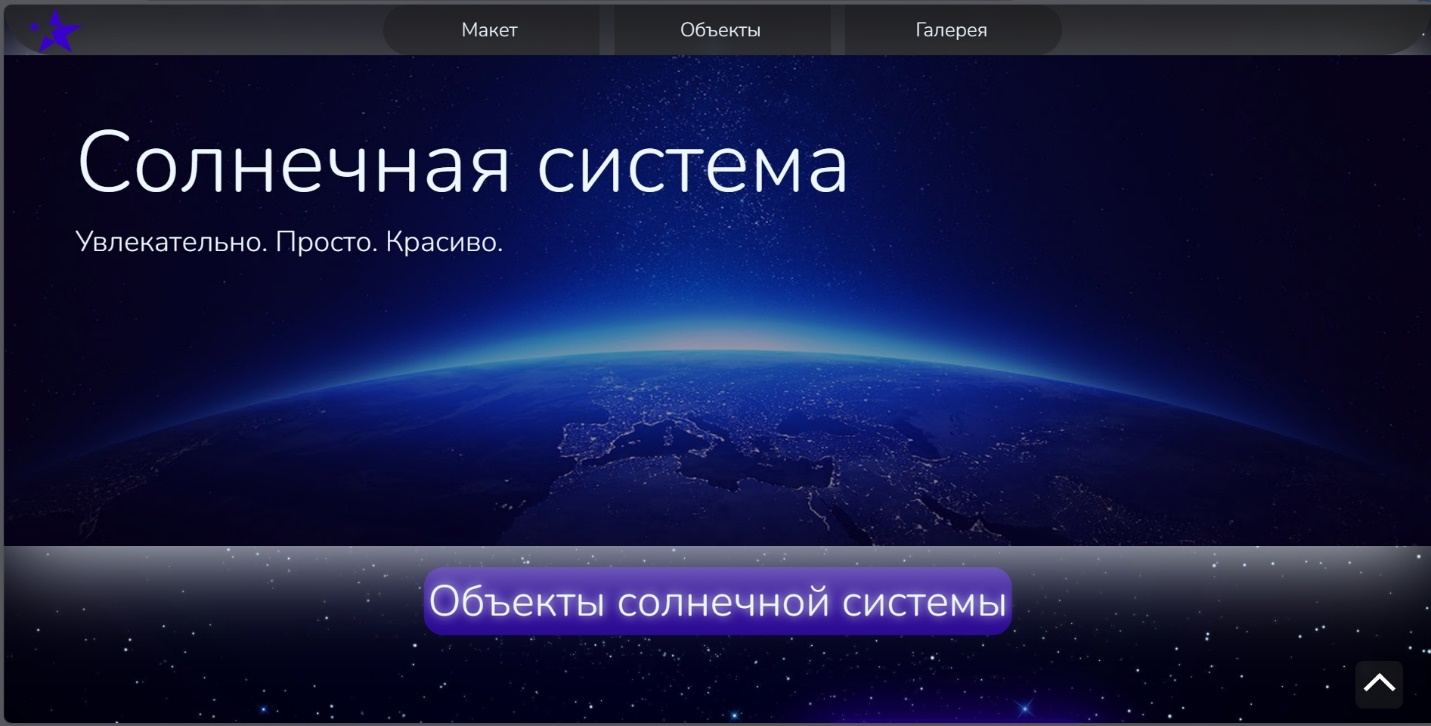 Макет Объекты Галерея
Солнечная система
Увлекательно. Просто. Красиво.
Объекты солнечной системы